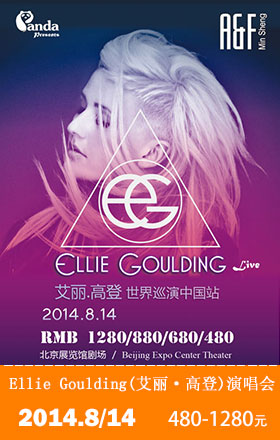 Panda
Presents
A&F
Min Sheng
EG
ELLIE GOULDING Live
艾丽.高登 世界巡演中国站
2014.8.14
RMB 1280/880/680/480
北京展览馆剧场 / Beijing Expo Center Theater
Ellie Goulding(艾丽·高登)演唱会
2014.8/14 480-1280元